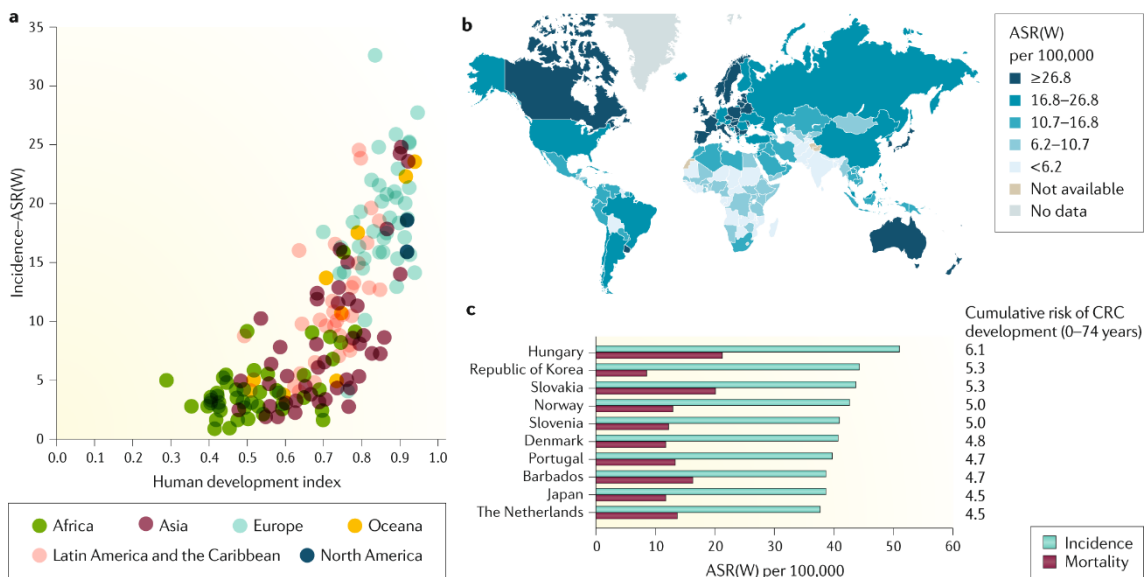 a
35
30
25
20
15
10
5
0
Incidence–ASR(W)
0.0 0.1 0.2 0.3 0.4 0.5 0.6 0.7 0.8 0.9 1.0
Human development index
Africa Asia Europe Oceana
Latin America and the Caribbean North America
b
ASR(W)
per 100,000
≥26.8
16.8–26.8
10.7–16.8
6.2–10.7
<6.2
Not available
No data
c
Cumulative risk of CRC
development (0–74 years)
Hungary 6.1
Republic of Korea 5.3
Slovakia 5.3
Norway 5.0
Slovenia 5.0
Denmark 4.8
Portugal 4.7
Barbados 4.7
Japan 4.5
The Netherlands 4.5
0 10 20 30 40 50 60
ASR(W) per 100,000
Incidence
Mortality